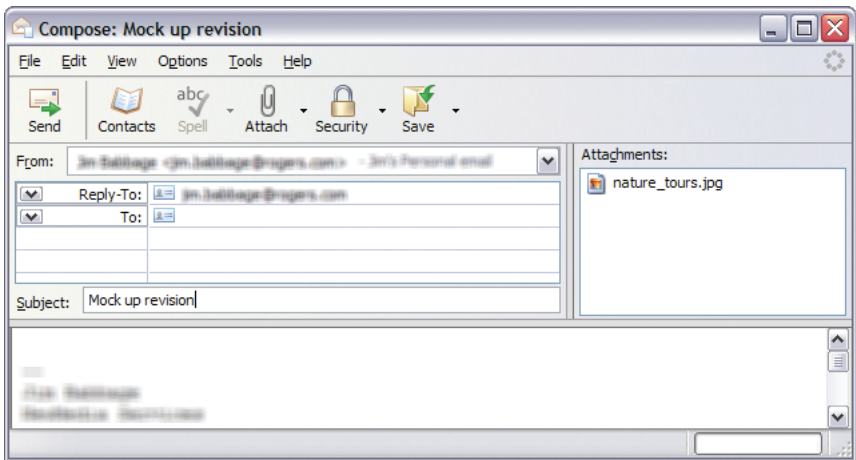 Compose: Mock up revision
File Edit View Options Tools Help
Send Contacts Spell Attach Security Save
abc
From:
Reply-To:
To:
Subject: Mock up revision
Attachments:
nature_tours.jpg